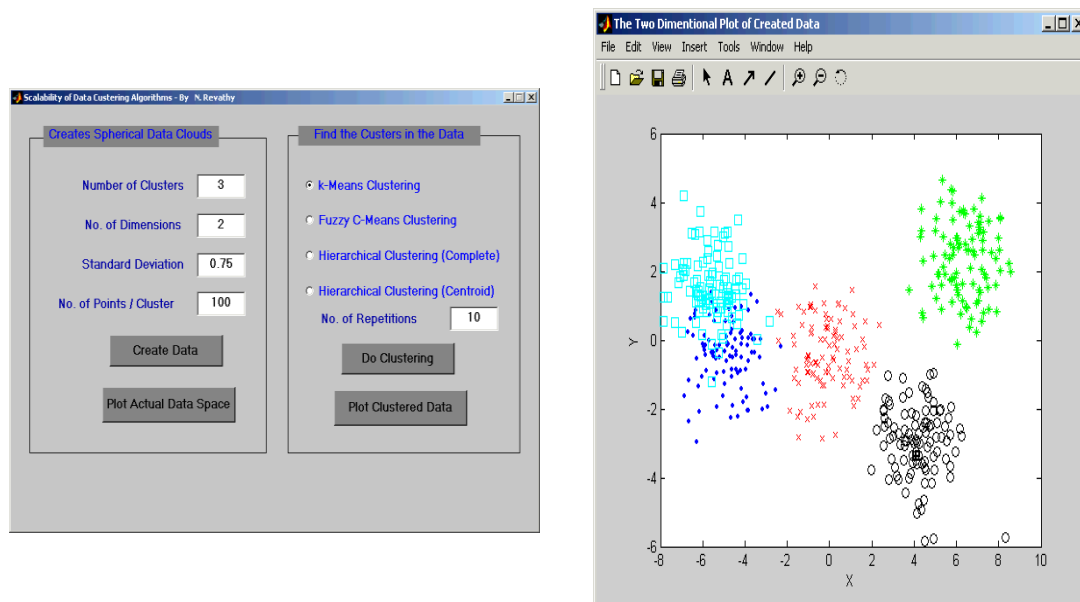 Scalability of Data Custering Algorithms - By N. Revathy
Creates Spherical Data Clouds
Number of Clusters 3
No. of Dimensions 2
Standard Deviation 0.75
No. of Points / Cluster 100
Create Data
Plot Actual Data Space
Find the Custers in the Data
k-Means Clustering
Fuzzy C-Means Clustering
Hierarchical Clustering (Complete)
Hierarchical Clustering (Centroid)
No. of Repetitions 10
Do Clustering
Plot Clustered Data
The Two Dimentional Plot of Created Data
File Edit View Insert Tools Window Help
A
6
4
2
0
-2
-4
-6
Y
-8 -6 -4 -2 0 2 4 6 8 10
X